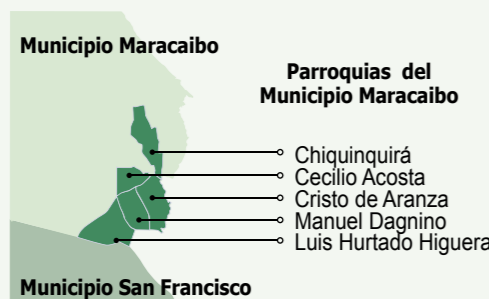 Municipio Maracaibo
Parroquias del
Municipio Maracaibo
Chiquinquirá
Cecilio Acosta
Cristo de Aranza
Manuel Dagnino
Luis Hurtado Higuera
Municipio San Francisco